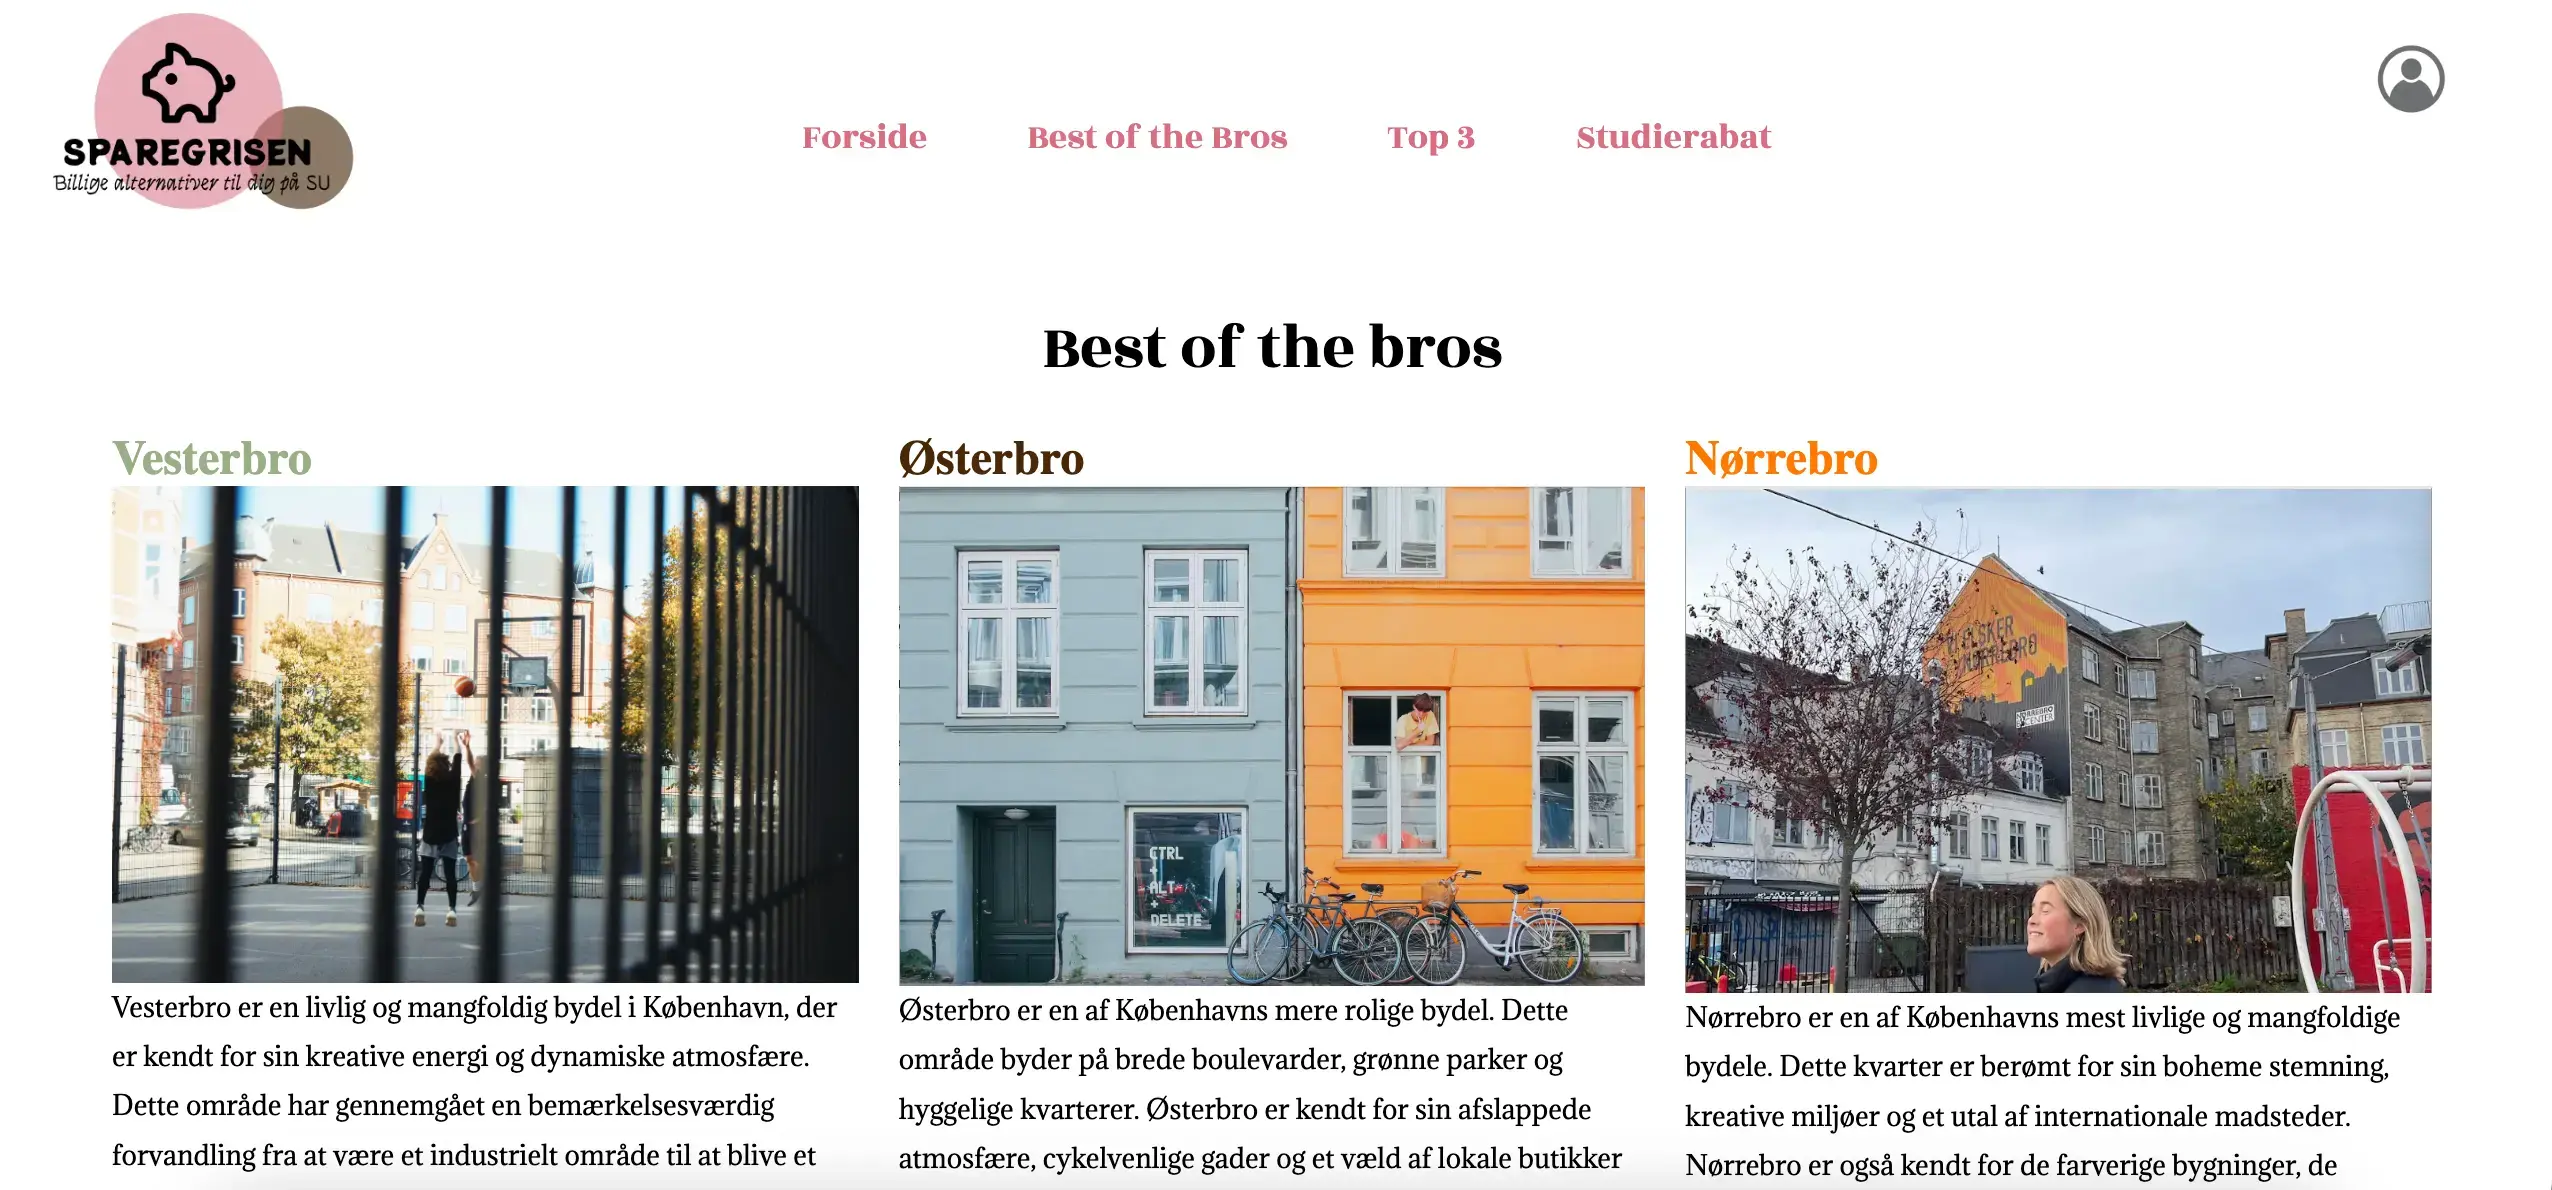 SPAREGRISEN
Billige alternativer til dig på SU
Forside
Best of the Bros
Top 3
Studierabat
Best of the bros
Vesterbro
Østerbro
Nørrebro
CTRL
+
ALT
+
DELETE
VI ELSKER
NØRREBRO
NØRREBRO
CENTER
Vesterbro er en livlig og mangfoldig bydel i København, der
er kendt for sin kreative energi og dynamiske atmosfære.
Dette område har gennemgået en bemærkelsesværdig
forvandling fra at være et industrielt område til at blive et
Østerbro er en af Københavns mere rolige bydel. Dette
område byder på brede boulevarder, grønne parker og
hyggelige kvarterer. Østerbro er kendt for sin afslappede
atmosfære, cykelvenlige gader og et væld af lokale butikker
Nørrebro er en af Københavns mest livlige og mangfoldige
bydele. Dette kvarter er berømt for sin boheme stemning,
kreative miljøer og et utal af internationale madsteder.
Nørrebro er også kendt for de farverige bygninger, de